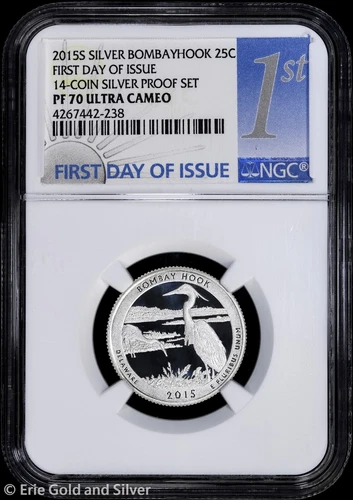 2015S SILVER BOMBAYHOOK 25C
FIRST DAY OF ISSUE
14-COIN SILVER PROOF SET
PF 70 ULTRA CAMEO
4267442-238
1st
FIRST DAY OF ISSUE
NGC®
BOMBAY HOOK
DELAWARE
2015
E PLURIBUS UNUM
© Erie Gold and Silver